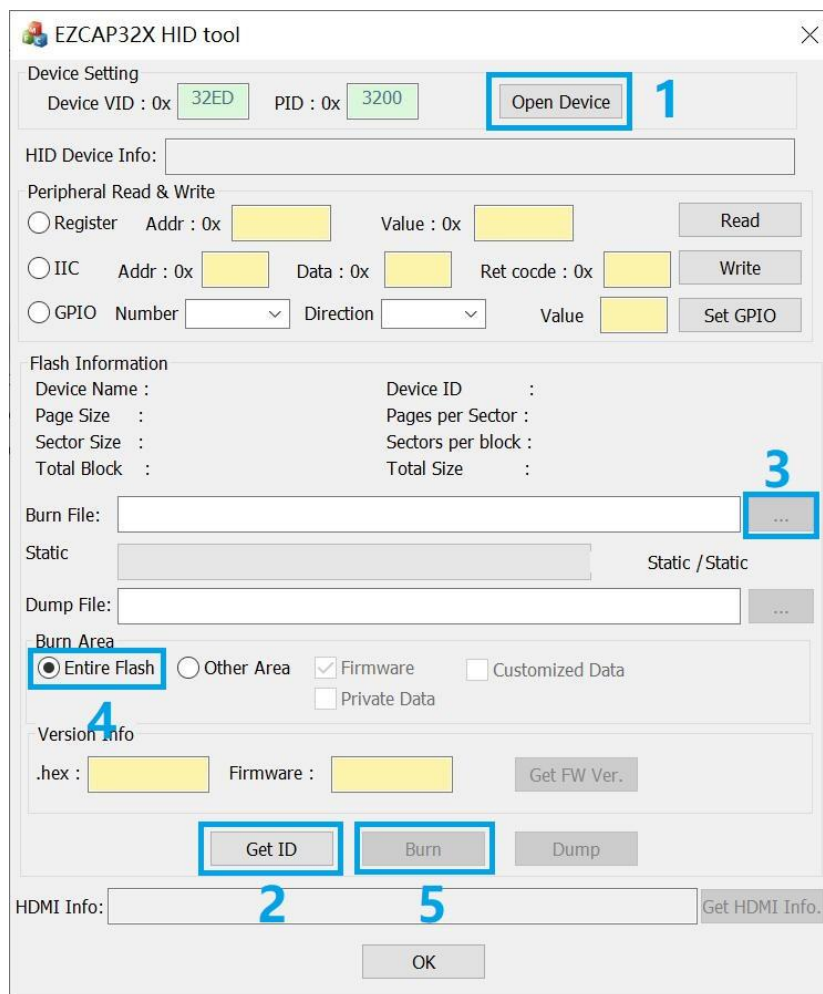 EZCAP32X HID tool
Device Setting
Device VID : 0x 32ED PID : 0x 3200 Open Device 1
HID Device Info:
Peripheral Read & Write
Register Addr : 0x Value : 0x Read
IIC Addr : 0x Data : 0x Ret cocde : 0x Write
GPIO Number Direction Value Set GPIO
Flash Information
Device Name : Device ID :
Page Size : Pages per Sector :
Sector Size : Sectors per block :
Total Block : Total Size :
3
Burn File: ...
Static Static / Static
Dump File: ...
Burn Area
Entire Flash Other Area Firmware Customized Data
Private Data
4
Version Info
.hex : Firmware : Get FW Ver.
Get ID Burn Dump
2 5
HDMI Info: Get HDMI Info.
OK